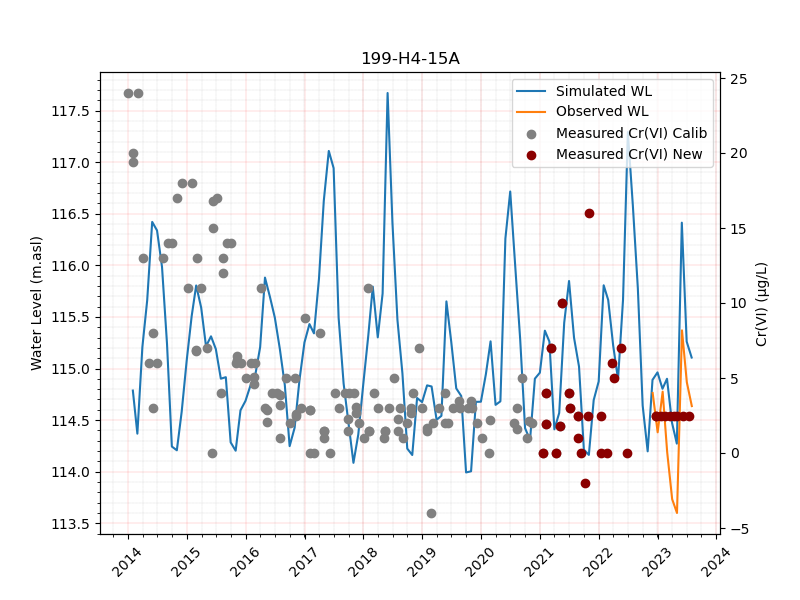 199-H4-15A
Simulated WL
Observed WL
Measured Cr(VI) Calib
Measured Cr(VI) New
Water Level (m.asl)
117.5
117.0
116.5
116.0
115.5
115.0
114.5
114.0
113.5
Cr(VI) (μg/L)
25
20
15
10
5
0
−5
2014 2015 2016 2017 2018 2019 2020 2021 2022 2023 2024